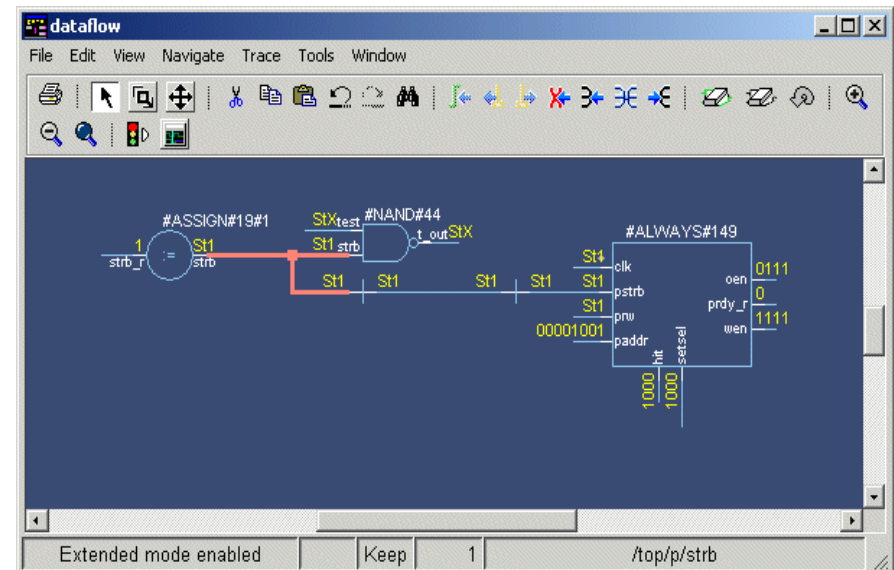 dataflow
File Edit View Navigate Trace Tools Window
#ASSIGN#19#1
1
strb_r
:=
St1
strb
StX
test
#NAND#44
St1
strb
t_out
StX
St1 St1 St1 St1 St1
#ALWAYS#149
clk
pstrb
St1
prw
00001001
paddr
hit
setsel
oen
0111
prdy_r
0
wen
1111
1000
1000
Extended mode enabled Keep 1 /top/p/strb